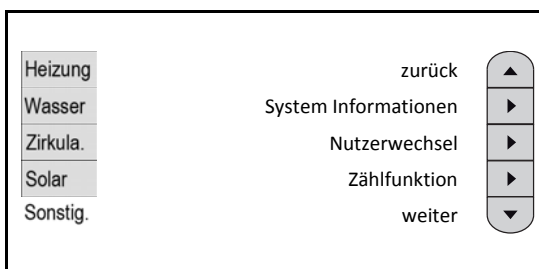 Heizung zurück
Wasser System Informationen
Zirkula. Nutzerwechsel
Solar Zählfunktion
Sonstig. weiter